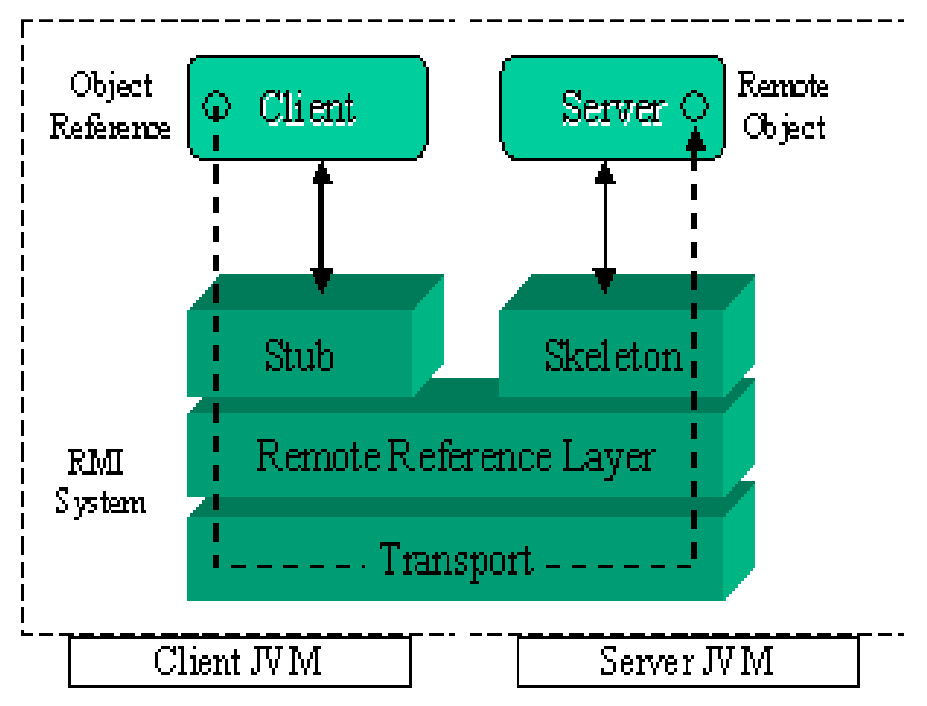 Object
Reference
Client
Server
Remote
Object
Stub
Skeleton
RMI
System
Remote Reference Layer
Transport
Client JVM
Server JVM